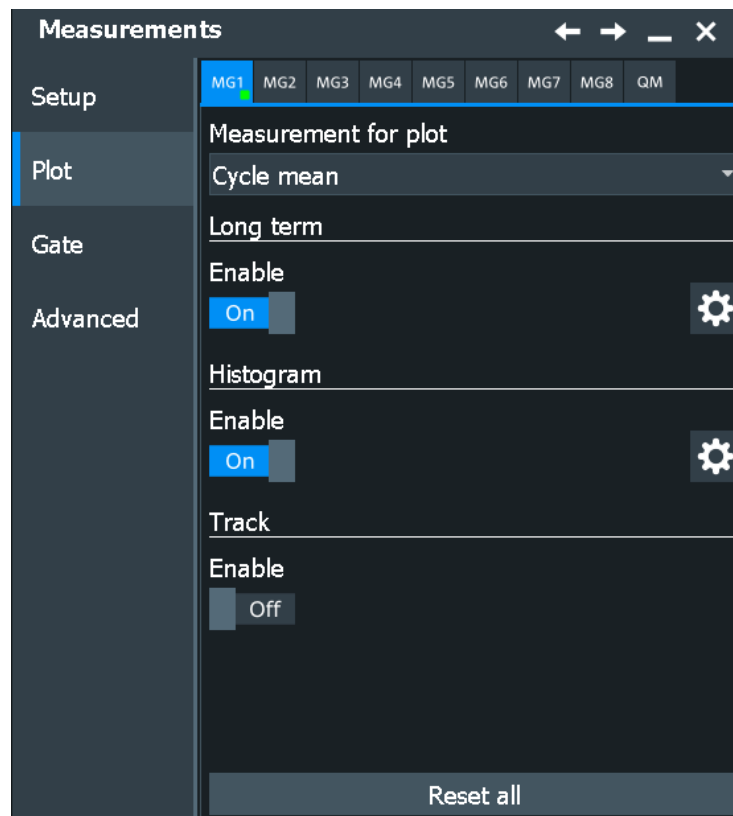 Measurements
Setup
Plot
Gate
Advanced
MG1 MG2 MG3 MG4 MG5 MG6 MG7 MG8 QM
Measurement for plot
Cycle mean
Long term
Enable
On
Histogram
Enable
On
Track
Enable
Off
Reset all